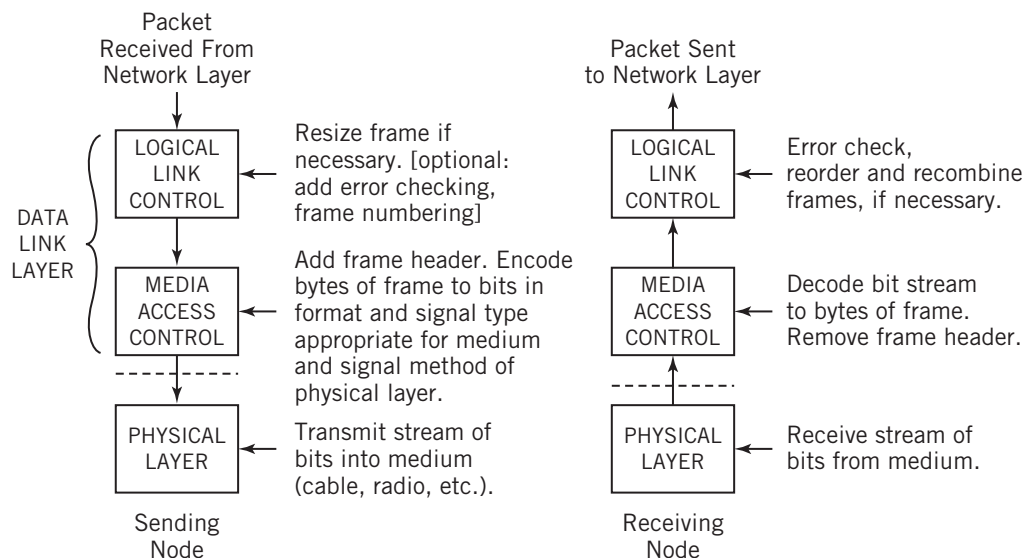 Packet
Received From
Network Layer
DATA
LINK
LAYER
LOGICAL
LINK
CONTROL
Resize frame if
necessary. [optional:
add error checking,
frame numbering]
MEDIA
ACCESS
CONTROL
Add frame header. Encode
bytes of frame to bits in
format and signal type
appropriate for medium
and signal method of
physical layer.
PHYSICAL
LAYER
Transmit stream of
bits into medium
(cable, radio, etc.).
Sending
Node
Packet Sent
to Network Layer
LOGICAL
LINK
CONTROL
Error check,
reorder and recombine
frames, if necessary.
MEDIA
ACCESS
CONTROL
Decode bit stream
to bytes of frame.
Remove frame header.
PHYSICAL
LAYER
Receive stream of
bits from medium.
Receiving
Node